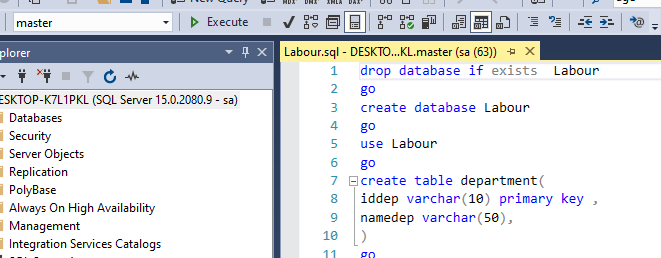 New Query
master
Execute
plorer
ESKTOP-K7L1PKL (SQL Server 15.0.2080.9 - sa)
Databases
Security
Server Objects
Replication
PolyBase
Always On High Availability
Management
Integration Services Catalogs
Labour.sql - DESKTO...KL.master (sa (63))
1 drop database if exists  Labour
2 go
3 create database Labour
4 go
5 use Labour
6 go
7 create table department(
8 iddep varchar(10) primary key ,
9 namedep varchar(50),
10 )
11 go